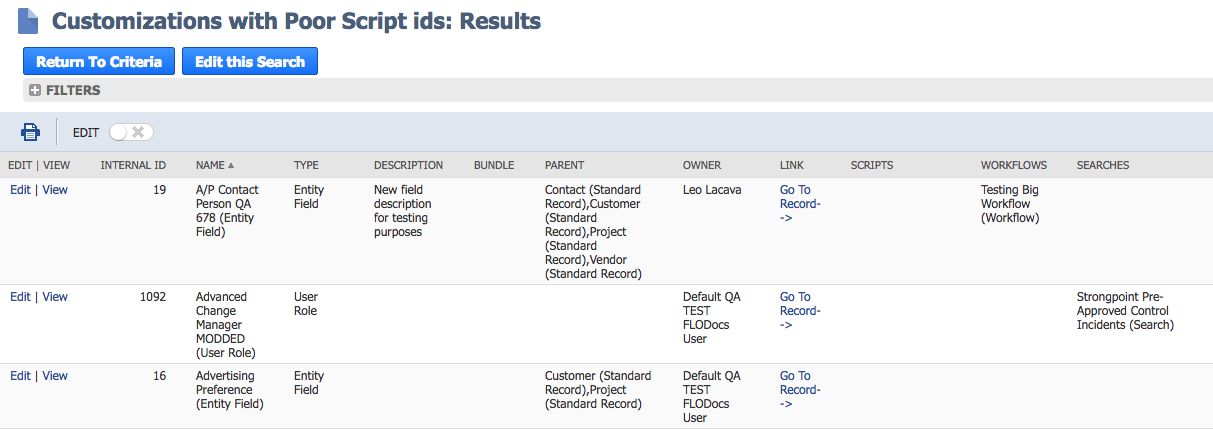 Customizations with Poor Script ids: Results
Return To Criteria
Edit this Search
FILTERS
EDIT
EDIT | VIEW INTERNAL ID NAME TYPE DESCRIPTION BUNDLE PARENT OWNER LINK SCRIPTS WORKFLOWS SEARCHES
Edit | View
19
A/P Contact
Person QA
678 (Entity
Field)
Entity
Field
New field
description
for testing
purposes
Contact (Standard
Record),Customer
(Standard
Record),Project
(Standard
Record),Vendor
(Standard Record)
Leo Lacava
Go To
Record-
->
Testing Big
Workflow
(Workflow)
Edit | View
1092
Advanced
Change
Manager
MODDED
(User Role)
User
Role
Default QA
TEST
FLODocs
User
Go To
Record-
->
Strongpoint Pre-
Approved Control
Incidents (Search)
Edit | View
16
Advertising
Preference
(Entity Field)
Entity
Field
Customer (Standard
Record),Project
(Standard Record)
Default QA
TEST
FLODocs
User
Go To
Record-
->